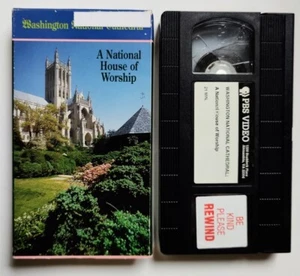 Washington National Cathedral
A National
House of
Worship
PBS VIDEO
WASHINGTON NATIONAL CATHEDRAL:
A National House of Worship
BE
KIND
PLEASE
REWIND